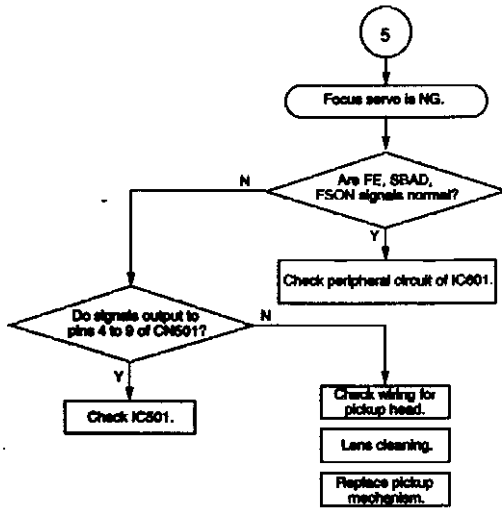 5
Focus servo is NG.
Are FE, SBAD,
FSON signals normal?
N
Y
Check peripheral circuit of IC601.
Do signals output to
pins 4 to 9 of CN501?
N
Y
Check IC501.
Check wiring for
pickup head.
Lens cleaning.
Replace pickup
mechanism.